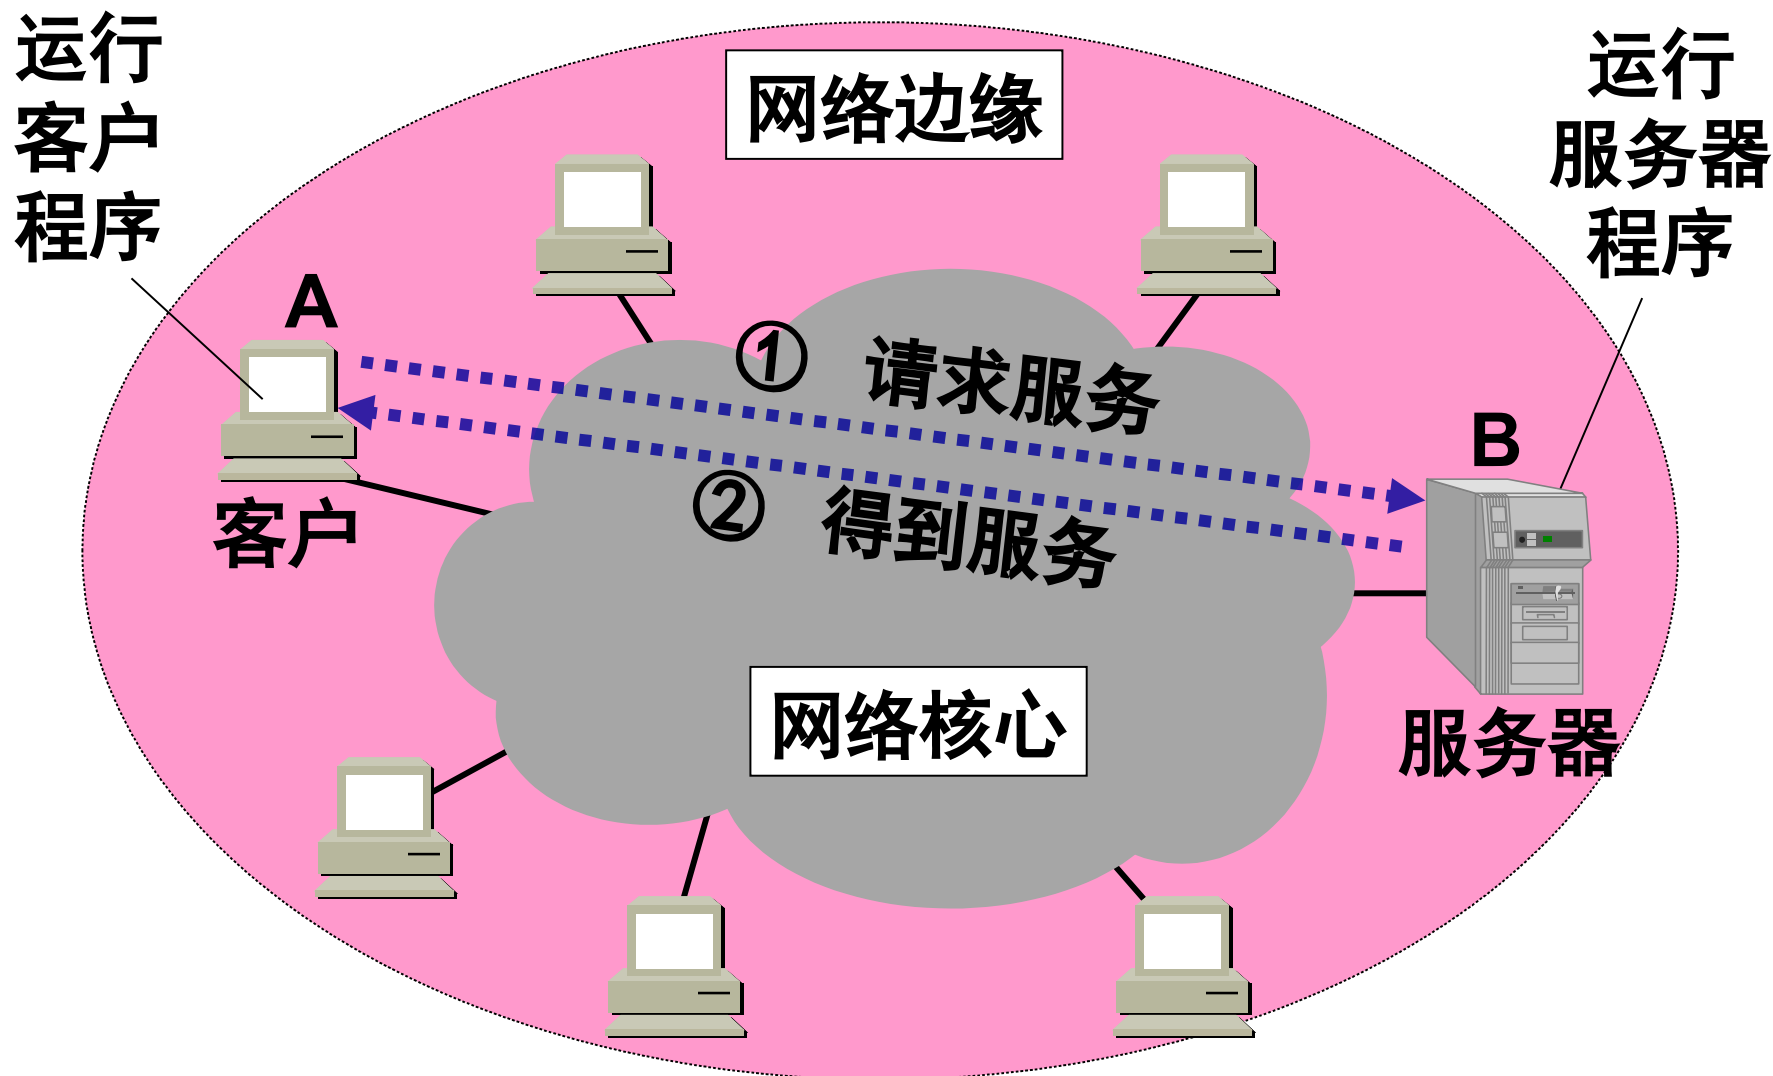 运行
客户
程序
网络边缘
运行
服务器
程序
A
① 请求服务
B
② 得到服务
客户
网络核心
服务器